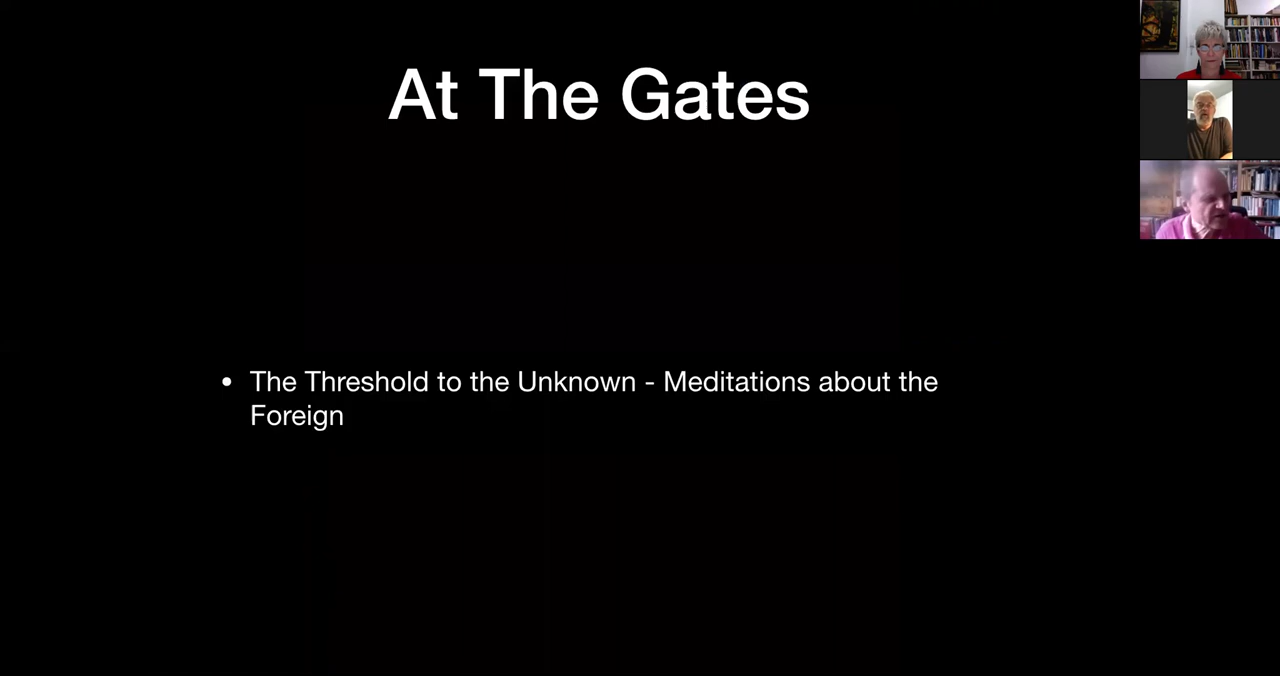 At The Gates
• The Threshold to the Unknown - Meditations about the
Foreign